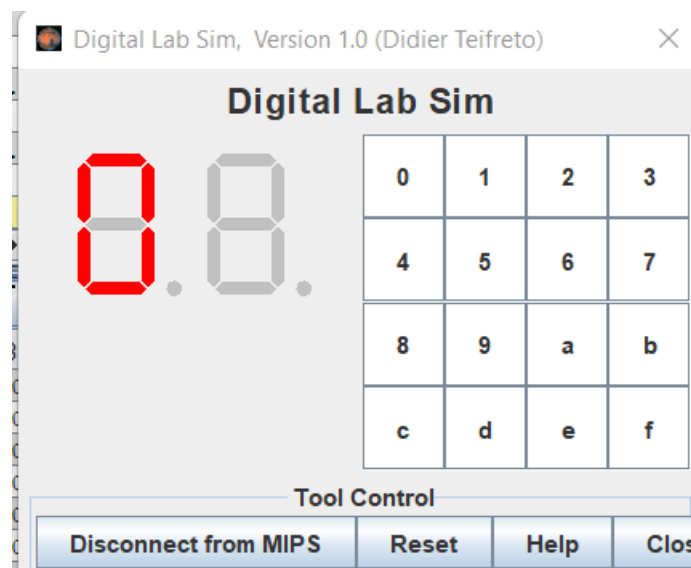 Digital Lab Sim, Version 1.0 (Didier Teifreto)
Digital Lab Sim
0 1 2 3
4 5 6 7
8 9 a b
c d e f
Tool Control
Disconnect from MIPS Reset Help Clos